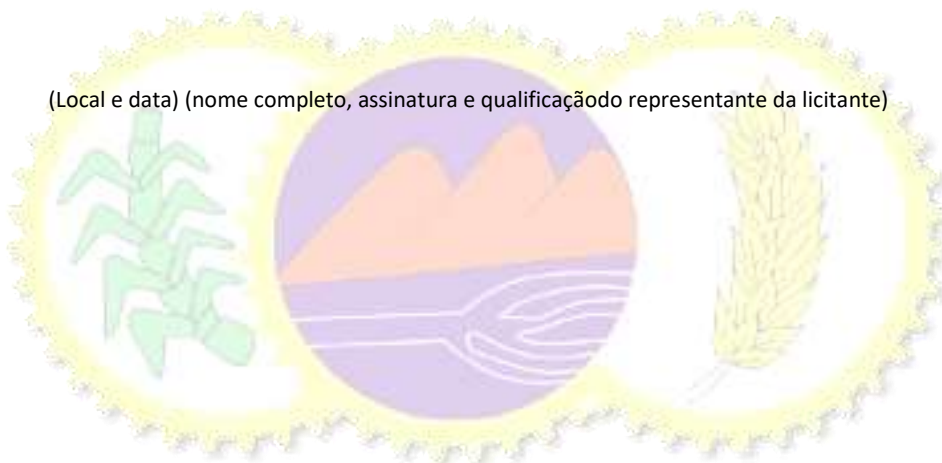 (Local e data) (nome completo, assinatura e qualificaçãodo representante da licitante)